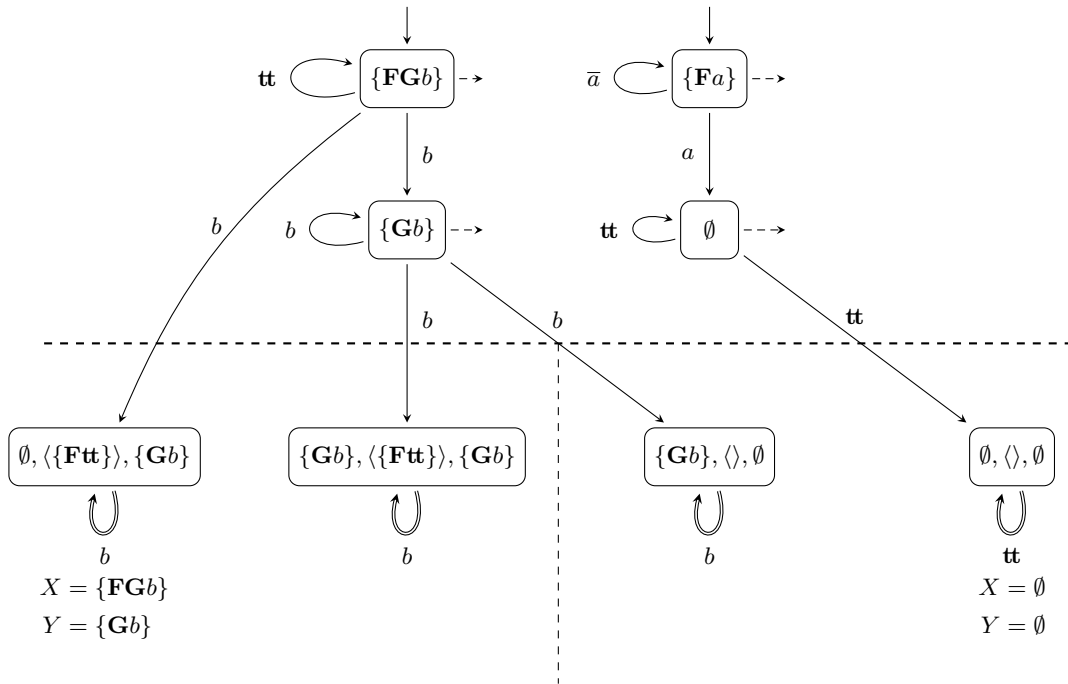 tt {FGb} a̅ {Fa}
b a
b
b {Gb} tt ∅
b b tt
∅, ⟨{Ftt}⟩, {Gb} {Gb}, ⟨{Ftt}⟩, {Gb} {Gb}, ⟨⟩, ∅ ∅, ⟨⟩, ∅
b b b tt
X = {FGb} X = ∅
Y = {Gb} Y = ∅